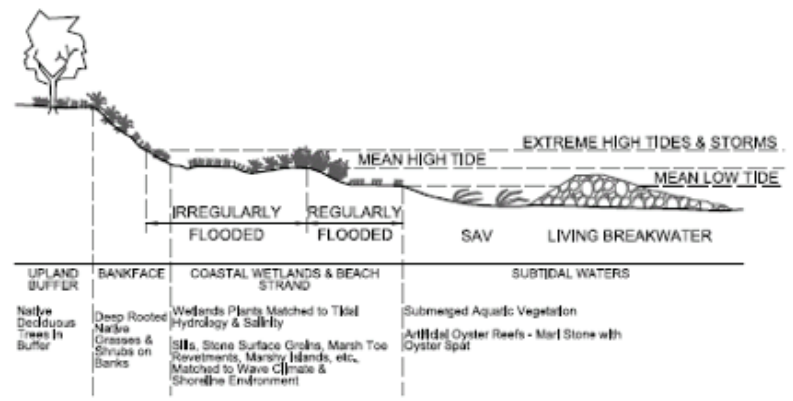 EXTREME HIGH TIDES & STORMS
MEAN HIGH TIDE
MEAN LOW TIDE
IRREGULARLY
FLOODED
REGULARLY
FLOODED
SAV
LIVING BREAKWATER
UPLAND
BUFFER
BANKFACE
COASTAL WETLANDS & BEACH
STRAND
SUBTIDAL WATERS
Native
Deciduous
Trees in
Buffer
Deep Rooted
Native
Grasses &
Shrubs on
Banks
Wetlands Plants Matched to Tidal
Hydrology & Salinity
Sills, Stone Surface Groins, Marsh Toe
Revetments, Marshy Islands, etc.,
Matched to Wave Climate &
Shoreline Environment
Submerged Aquatic Vegetation
Artificial Oyster Reefs - Marl Stone with
Oyster Spat